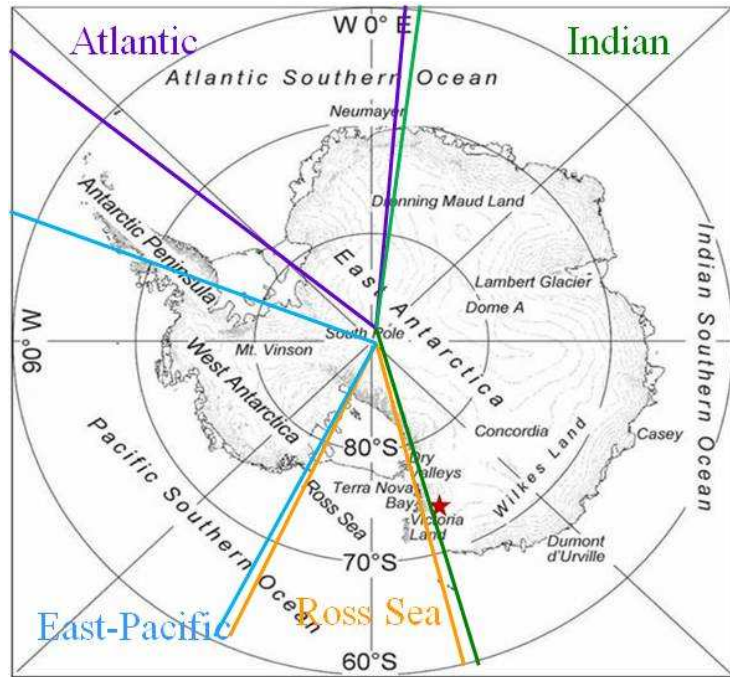 W 0° E
Atlantic
Indian
Atlantic Southern Ocean
Neumayer
Dronning Maud Land
Antarctic Peninsula
East Antarctica
Lambert Glacier
Dome A
Indian Southern Ocean
South Pole
90° W
Mt. Vinson
West Antarctica
Concordia
Casey
Wilkes Land
80°S
Dry
Valleys
Terra Nova
Bay
Victoria
Land
Ross Sea
Pacific Southern Ocean
Dumont
d'Urville
70°S
East-Pacific
Ross Sea
60°S